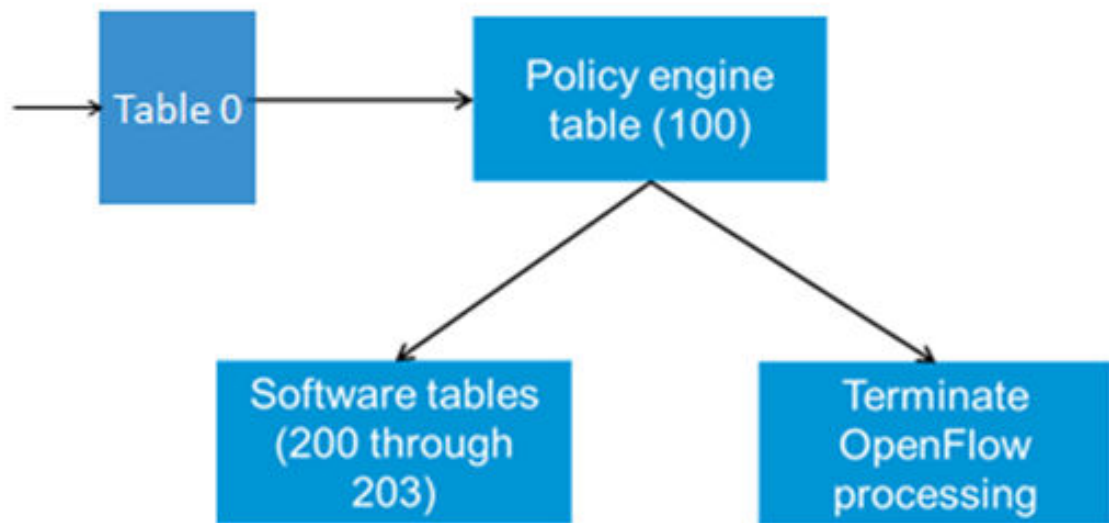 Table 0
Policy engine
table (100)
Software tables
(200 through
203)
Terminate
OpenFlow
processing